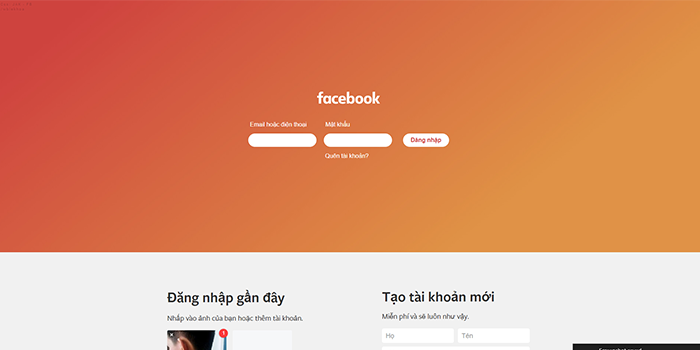 facebook
Email hoặc điện thoại
Mật khẩu
Đăng nhập
Quên tài khoản?
Đăng nhập gần đây
Tạo tài khoản mới
Nhấp vào ảnh của bạn hoặc thêm tài khoản.
Miễn phí và sẽ luôn như vậy.
1
Họ
Tên